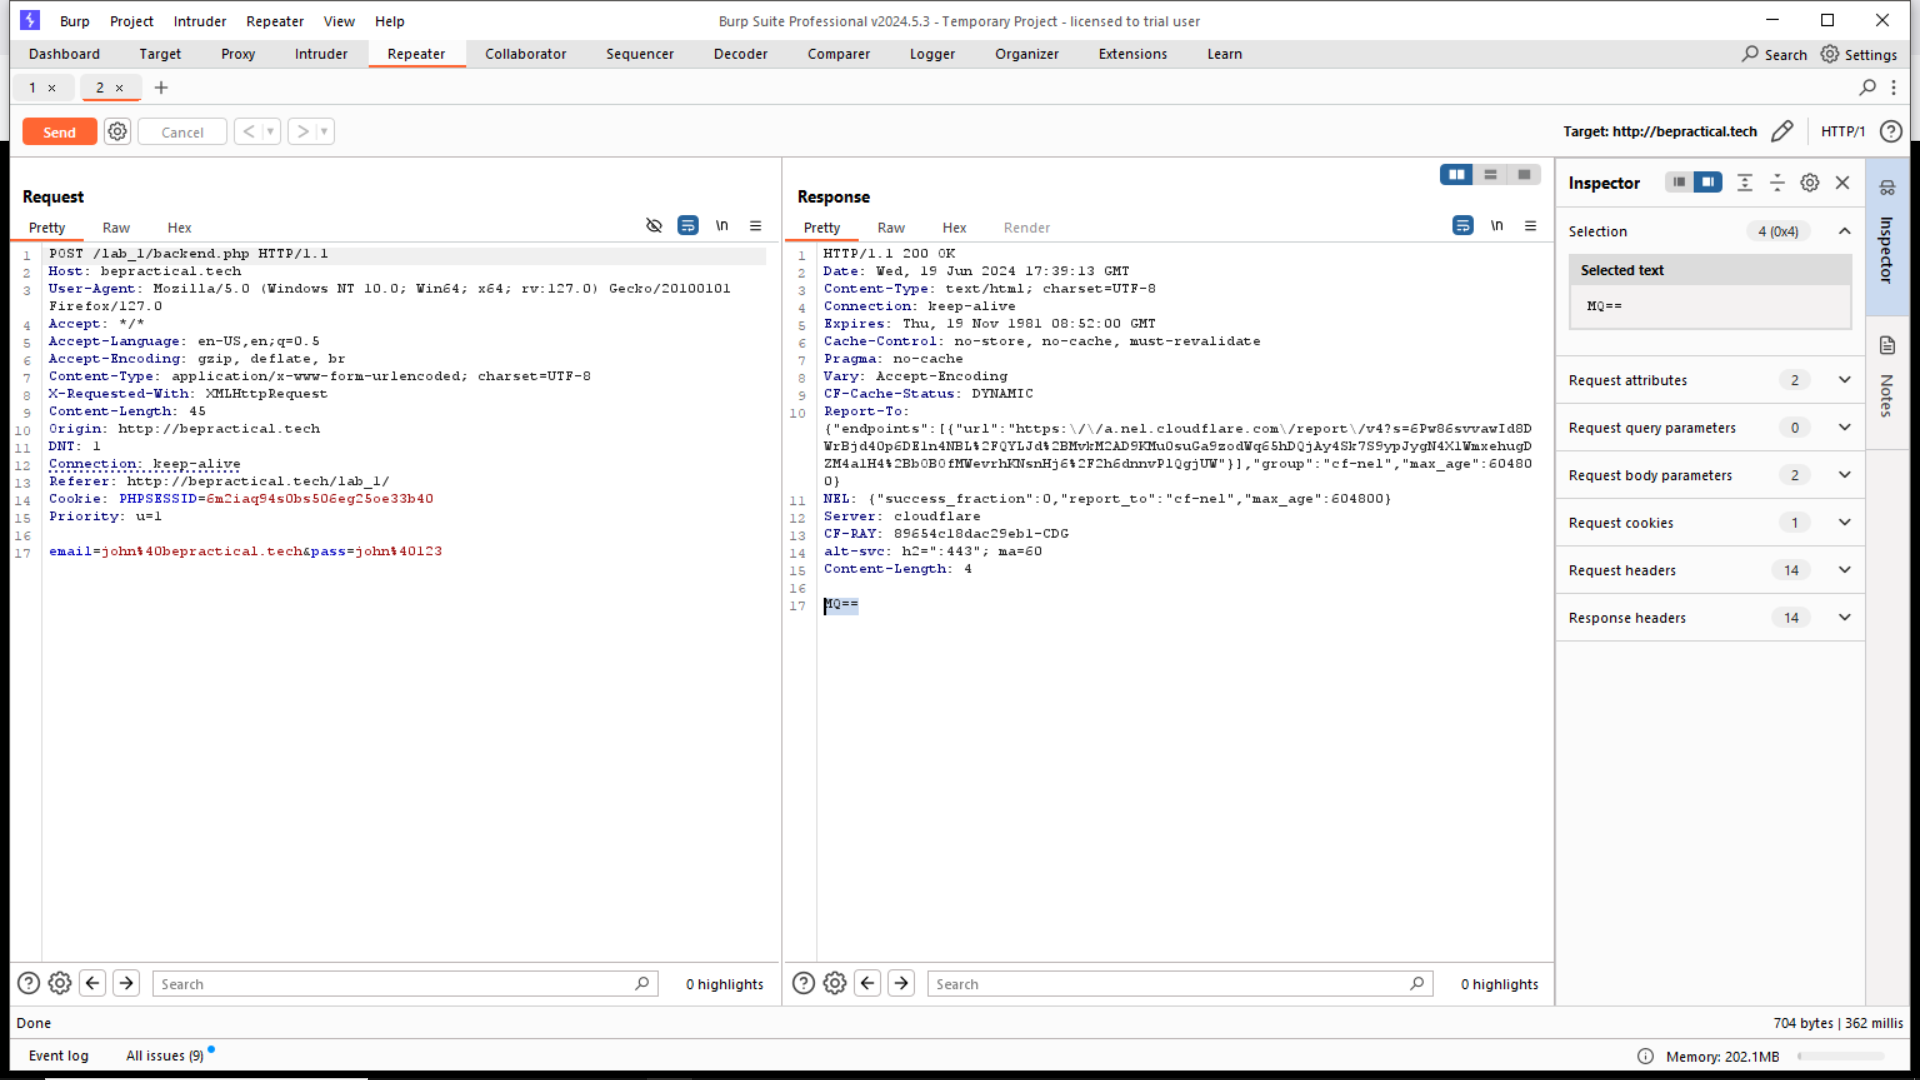 Burp Project Intruder Repeater View Help Burp Suite Professional v2024.5.3 - Temporary Project - licensed to trial user
Dashboard Target Proxy Intruder Repeater Collaborator Sequencer Decoder Comparer Logger Organizer Extensions Learn Search Settings
1 × 2 × +
Send Cancel < > Target: http://bepractical.tech HTTP/1 ?
Request
Pretty Raw Hex \n
1 POST /lab_1/backend.php HTTP/1.1
2 Host: bepractical.tech
3 User-Agent: Mozilla/5.0 (Windows NT 10.0; Win64; x64; rv:127.0) Gecko/20100101
Firefox/127.0
4 Accept: */*
5 Accept-Language: en-US,en;q=0.5
6 Accept-Encoding: gzip, deflate, br
7 Content-Type: application/x-www-form-urlencoded; charset=UTF-8
8 X-Requested-With: XMLHttpRequest
9 Content-Length: 45
10 Origin: http://bepractical.tech
11 DNT: 1
12 Connection: keep-alive
13 Referer: http://bepractical.tech/lab_1/
14 Cookie: PHPSESSID=6m2iaq94s0bs506eg25oe33b40
15 Priority: u=1
16
17 email=john%40bepractical.tech&pass=john%40123
Search 0 highlights
Response
Pretty Raw Hex Render \n
1 HTTP/1.1 200 OK
2 Date: Wed, 19 Jun 2024 17:39:13 GMT
3 Content-Type: text/html; charset=UTF-8
4 Connection: keep-alive
5 Expires: Thu, 19 Nov 1981 08:52:00 GMT
6 Cache-Control: no-store, no-cache, must-revalidate
7 Pragma: no-cache
8 Vary: Accept-Encoding
9 CF-Cache-Status: DYNAMIC
10 Report-To:
{"endpoints":[{"url":"https:\/\/a.nel.cloudflare.com\/report\/v4?s=6Pw86svvawId8D
WrBjd40p6DEln4NBL%2FQYLJd%2BMvkM2AD9KMu0suGa9zodWq65hDQjAy4Sk7S9ypJygN4X1WmxehugD
ZM4a1H4%2Bb0B0fMWevrhKNsnHj6%2F2h6dnnvP1QgjUW"}],"group":"cf-nel","max_age":60480
0}
11 NEL: {"success_fraction":0,"report_to":"cf-nel","max_age":604800}
12 Server: cloudflare
13 CF-RAY: 89654c18dac29eb1-CDG
14 alt-svc: h2=":443"; ma=60
15 Content-Length: 4
16
17 MQ==
Search 0 highlights
Inspector
Selection 4 (0x4)
Selected text
MQ==
Request attributes 2
Request query parameters 0
Request body parameters 2
Request cookies 1
Request headers 14
Response headers 14
Inspector
Notes
Done 704 bytes | 362 millis
Event log All issues (9) Memory: 202.1MB